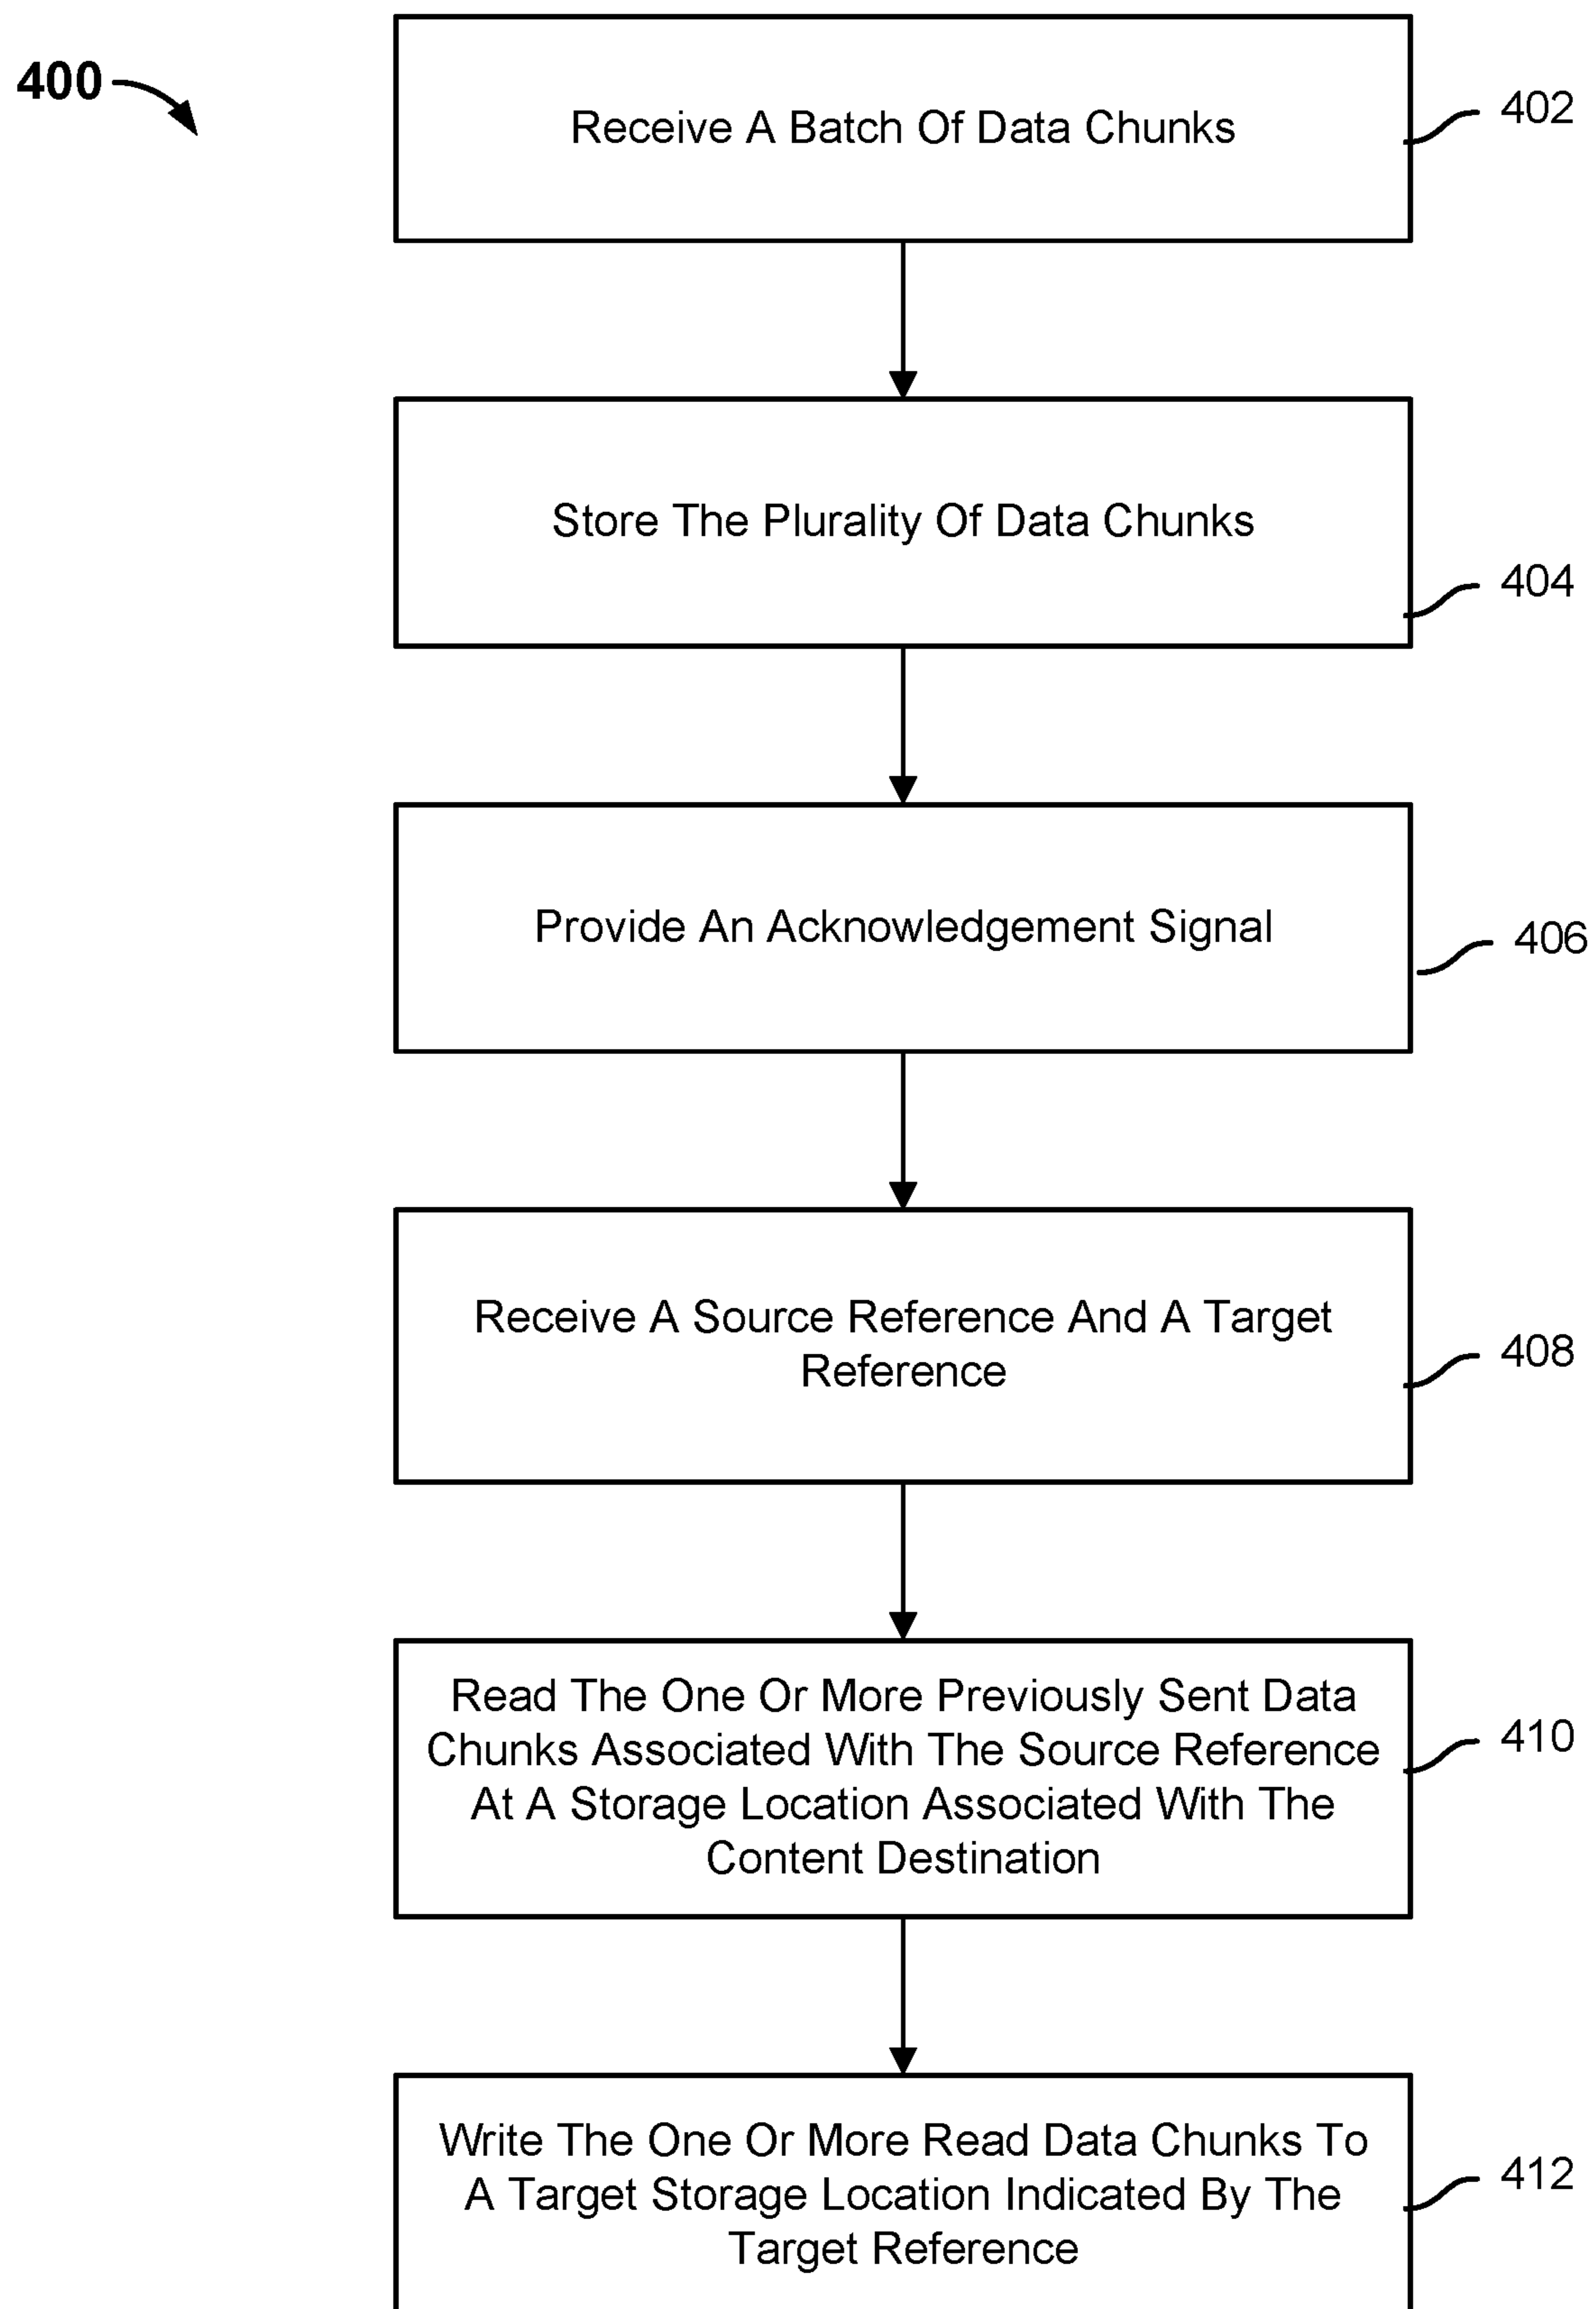 400
Receive A Batch Of Data Chunks
402
Store The Plurality Of Data Chunks
404
Provide An Acknowledgement Signal
406
Receive A Source Reference And A Target
Reference
408
Read The One Or More Previously Sent Data
Chunks Associated With The Source Reference
At A Storage Location Associated With The
Content Destination
410
Write The One Or More Read Data Chunks To
A Target Storage Location Indicated By The
Target Reference
412